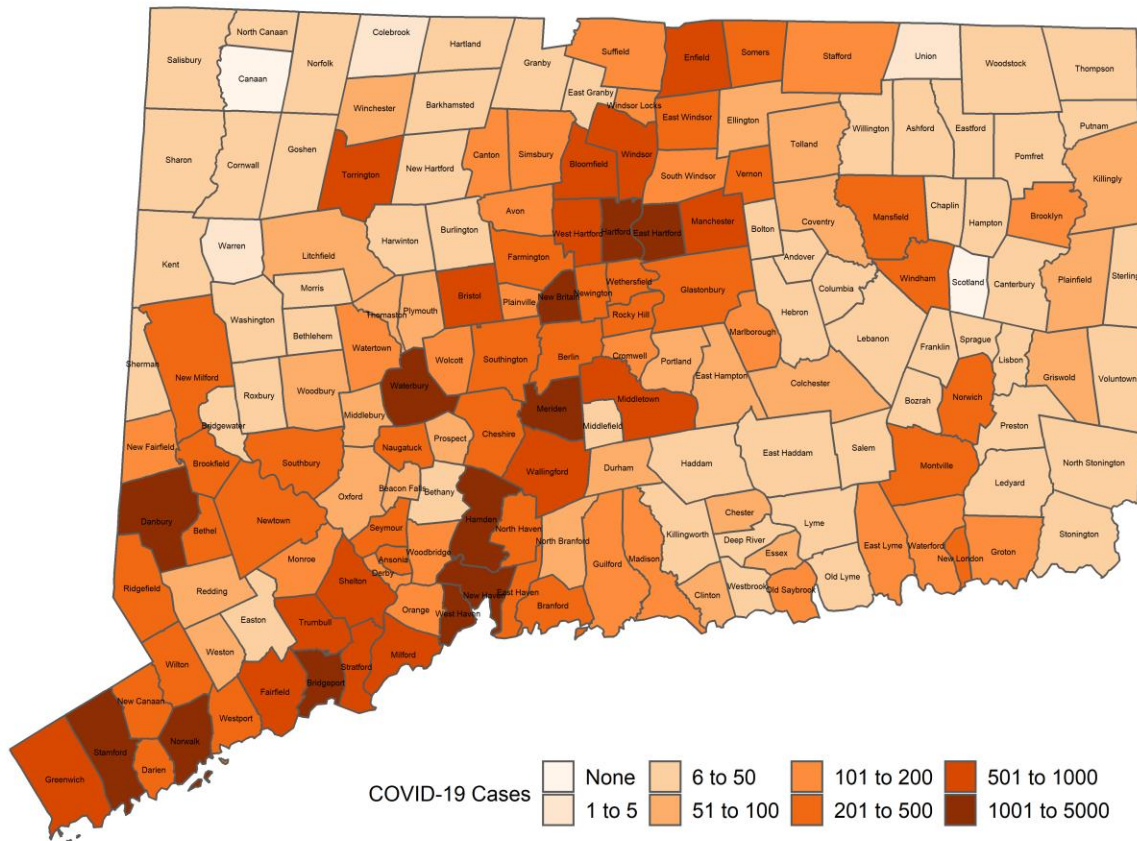 North Canaan
Colebrook
Hartland
Salisbury
Canaan
Norfolk
Granby
Suffield
Enfield
Somers
Stafford
Union
Woodstock
Thompson
East Granby
Windsor Locks
Winchester
Barkhamsted
East Windsor
Ellington
Willington
Ashford
Eastford
Putnam
Sharon
Cornwall
Goshen
Torrington
New Hartford
Canton
Simsbury
Bloomfield
Windsor
South Windsor
Vernon
Tolland
Pomfret
Killingly
Kent
Warren
Litchfield
Harwinton
Burlington
Avon
West Hartford
Hartford
East Hartford
Manchester
Bolton
Coventry
Mansfield
Chaplin
Hampton
Brooklyn
Morris
Farmington
Andover
Columbia
Windham
Scotland
Canterbury
Plainfield
Sterling
Washington
Bethlehem
Thomaston
Plymouth
Bristol
Plainville
New Britain
Newington
Wethersfield
Rocky Hill
Glastonbury
Hebron
Lebanon
Franklin
Sprague
Lisbon
Griswold
Voluntown
Sherman
New Milford
Roxbury
Woodbury
Watertown
Wolcott
Southington
Berlin
Cromwell
Portland
Marlborough
East Hampton
Colchester
Bozrah
Norwich
Preston
Bridgewater
Middlebury
Waterbury
Cheshire
Meriden
Middlefield
Middletown
New Fairfield
Brookfield
Southbury
Naugatuck
Prospect
Wallingford
Durham
Haddam
East Haddam
Salem
Montville
Ledyard
North Stonington
Danbury
Bethel
Newtown
Oxford
Beacon Falls
Bethany
Hamden
North Haven
North Branford
Killingworth
Chester
Deep River
Essex
Lyme
East Lyme
Waterford
New London
Groton
Stonington
Ridgefield
Redding
Monroe
Seymour
Ansonia
Derby
Woodbridge
Guilford
Madison
Clinton
Westbrook
Old Saybrook
Old Lyme
Easton
Shelton
Orange
West Haven
New Haven
East Haven
Branford
Wilton
Weston
Trumbull
Stratford
Milford
New Canaan
Westport
Fairfield
Bridgeport
Greenwich
Stamford
Darien
Norwalk
COVID-19 Cases
None
6 to 50
101 to 200
501 to 1000
1 to 5
51 to 100
201 to 500
1001 to 5000